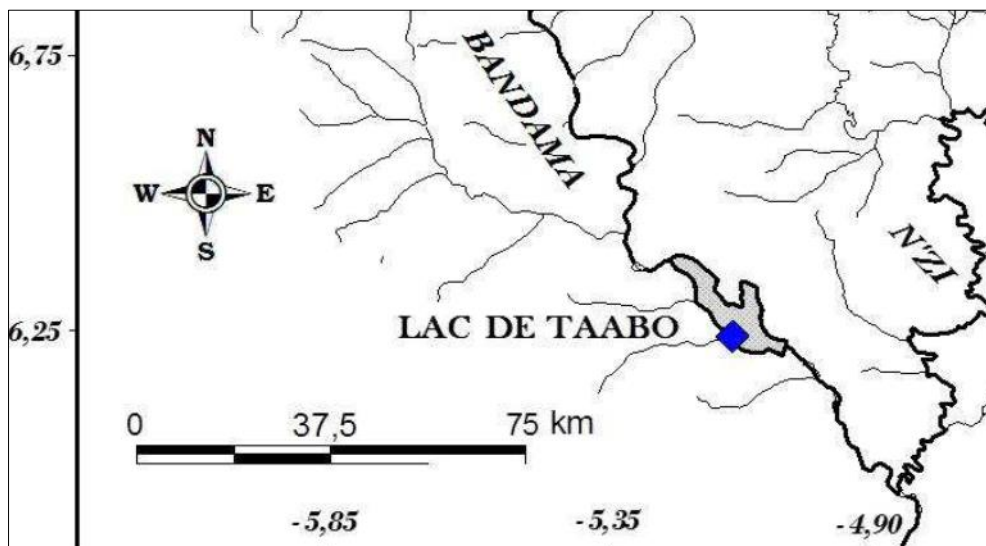 6,75
BANDAMA
N
W E
S
N'ZI
6,25
LAC DE TAABO
0 37,5 75 km
-5,85 -5,35 -4,90